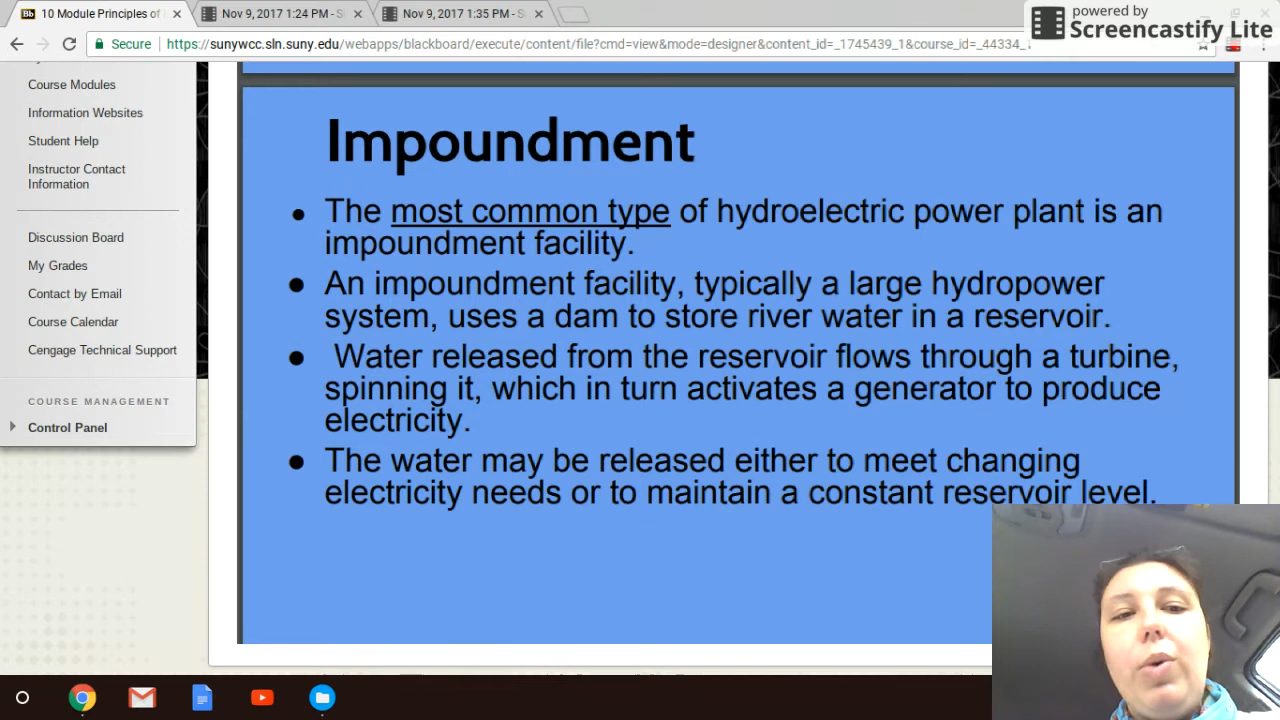 10 Module Principles of
Nov 9, 2017 1:24 PM - S
Nov 9, 2017 1:35 PM - S
powered by
Screencastify Lite
Secure
https://sunywcc.sln.suny.edu/webapps/blackboard/execute/content/file?cmd=view&mode=designer&content_id=_1745439_1&course_id=_44334_1
Course Modules
Information Websites
Student Help
Instructor Contact
Information
Discussion Board
My Grades
Contact by Email
Course Calendar
Cengage Technical Support
COURSE MANAGEMENT
Control Panel
Impoundment
● The most common type of hydroelectric power plant is an
impoundment facility.
● An impoundment facility, typically a large hydropower
system, uses a dam to store river water in a reservoir.
● Water released from the reservoir flows through a turbine,
spinning it, which in turn activates a generator to produce
electricity.
● The water may be released either to meet changing
electricity needs or to maintain a constant reservoir level.